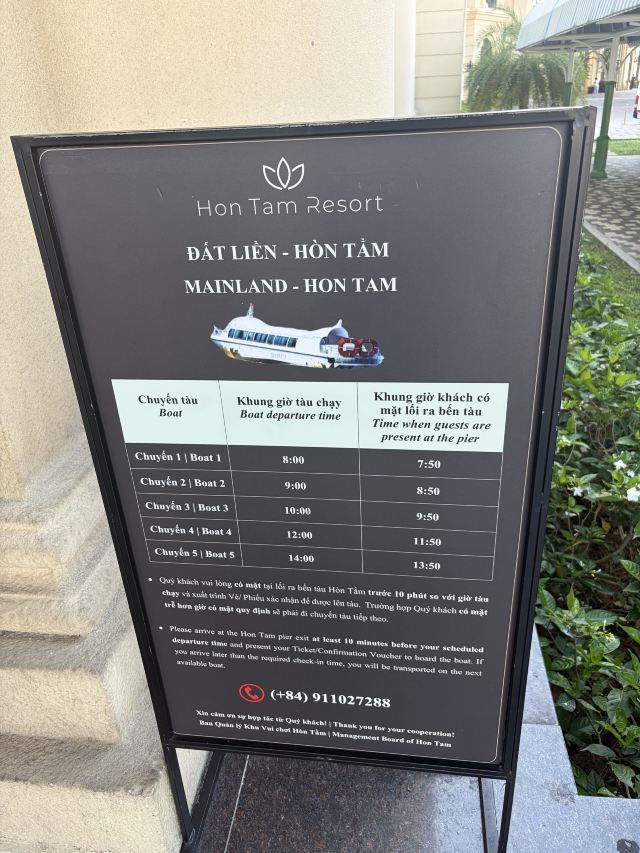 Hon Tam Resort
ĐẤT LIỀN - HÒN TẰM
MAINLAND - HON TAM
Chuyến tàu
Boat
Khung giờ tàu chạy
Boat departure time
Khung giờ khách có
mặt lối ra bến tàu
Time when guests are
present at the pier
Chuyến 1 | Boat 1 8:00 7:50
Chuyến 2 | Boat 2 9:00 8:50
Chuyến 3 | Boat 3 10:00 9:50
Chuyến 4 | Boat 4 12:00 11:50
Chuyến 5 | Boat 5 14:00 13:50
• Quý khách vui lòng có mặt tại lối ra bến tàu Hòn Tằm trước 10 phút so với giờ tàu
chạy và xuất trình Vé/ Phiếu xác nhận để được lên tàu. Trường hợp Quý khách có mặt
trễ hơn giờ có mặt quy định sẽ phải đi chuyến tàu tiếp theo.
• Please arrive at the Hon Tam pier exit at least 10 minutes before your scheduled
departure time and present your Ticket/Confirmation Voucher to board the boat. If
you arrive later than the required check-in time, you will be transported on the next
available boat.
(+84) 911027288
Xin cảm ơn sự hợp tác từ Quý khách! | Thank you for your cooperation!
Ban Quản lý Khu Vui chơi Hòn Tằm | Management Board of Hon Tam